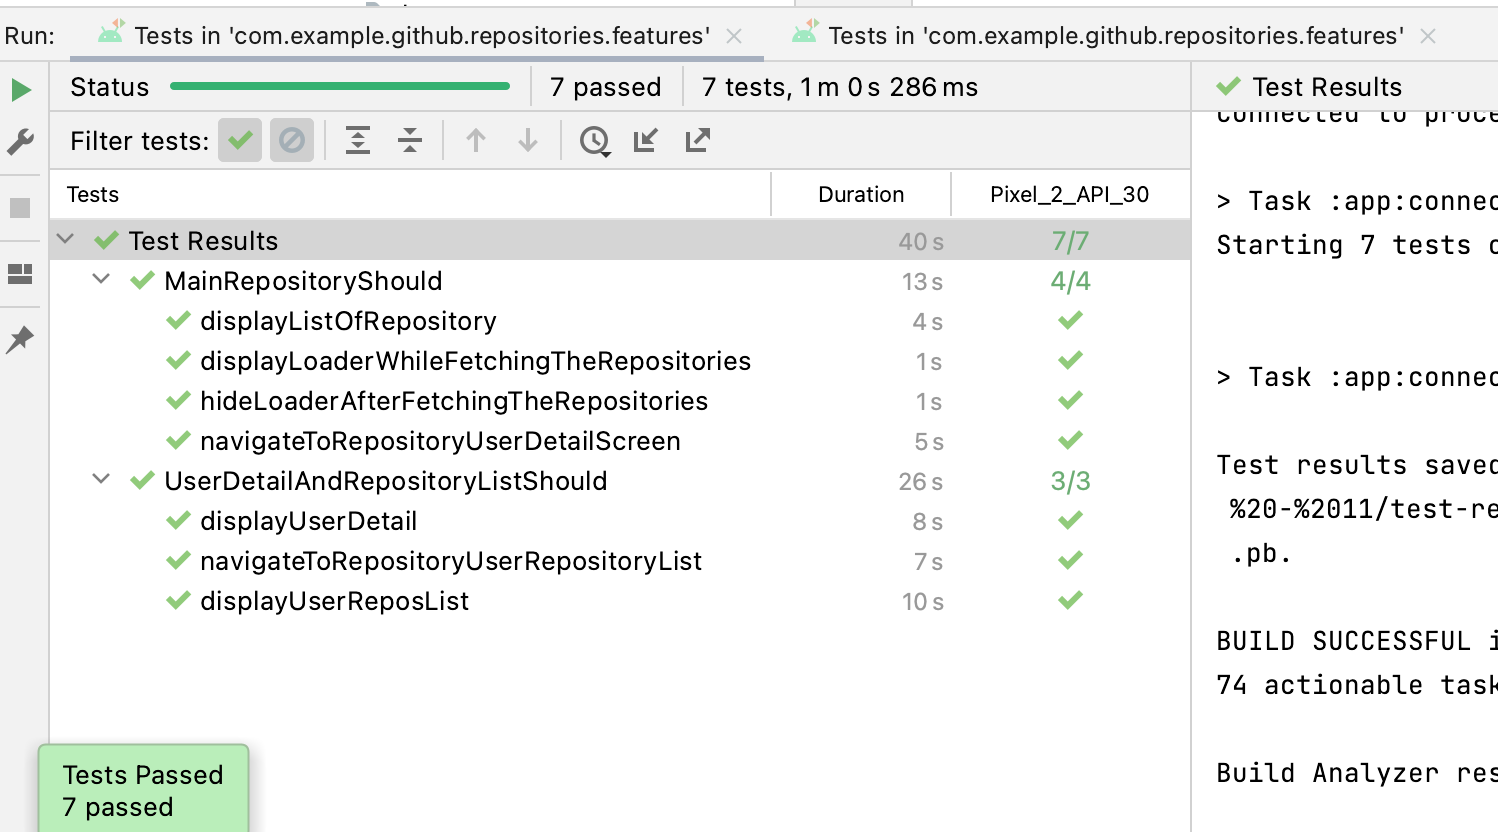 Run:
Tests in 'com.example.github.repositories.features'
Tests in 'com.example.github.repositories.features'
Status
7 passed
7 tests, 1 m 0 s 286 ms
Test Results
Filter tests:
connected to proce
Tests
Duration
Pixel_2_API_30
> Task :app:connec
Test Results 40 s 7/7
Starting 7 tests o
MainRepositoryShould 13 s 4/4
displayListOfRepository 4 s
displayLoaderWhileFetchingTheRepositories 1 s
> Task :app:connec
hideLoaderAfterFetchingTheRepositories 1 s
navigateToRepositoryUserDetailScreen 5 s
Test results saved
UserDetailAndRepositoryListShould 26 s 3/3
%20-%2011/test-re
displayUserDetail 8 s
.pb.
navigateToRepositoryUserRepositoryList 7 s
displayUserReposList 10 s
BUILD SUCCESSFUL i
74 actionable task
Tests Passed
Build Analyzer res
7 passed